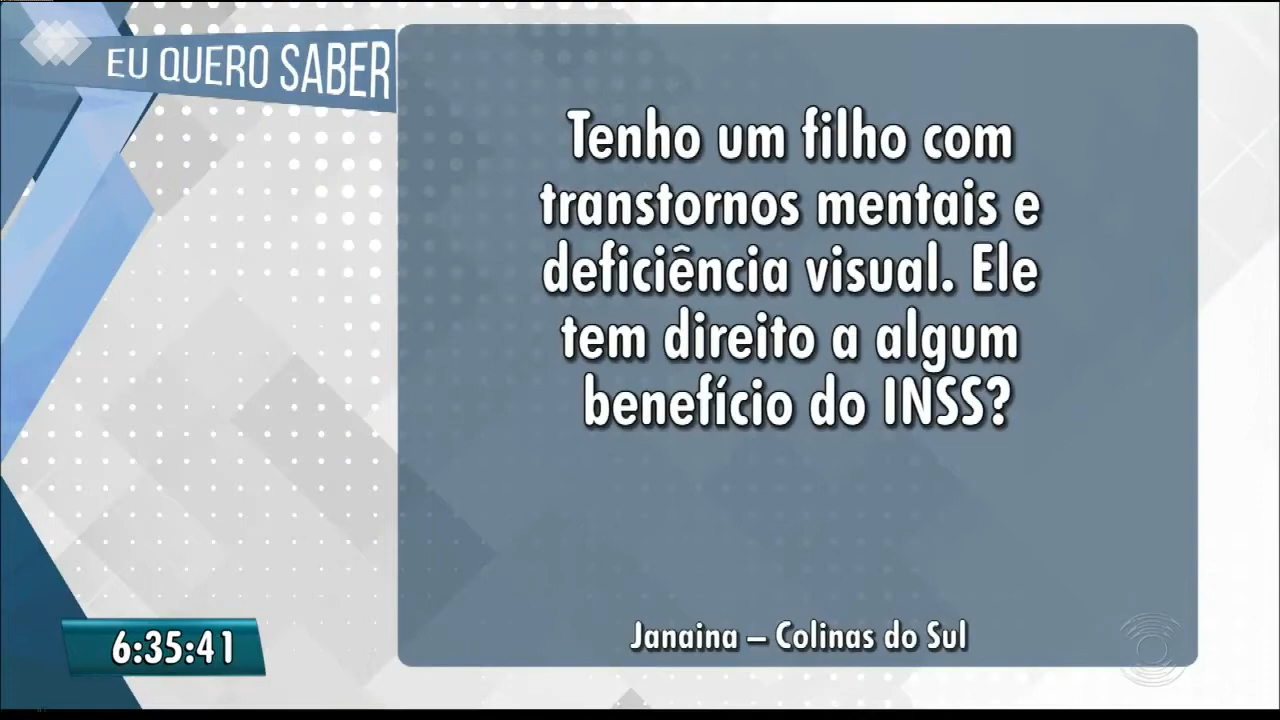 EU QUERO SABER
Tenho um filho com
transtornos mentais e
deficiência visual. Ele
tem direito a algum
benefício do INSS?
Janaina – Colinas do Sul
6:35:41